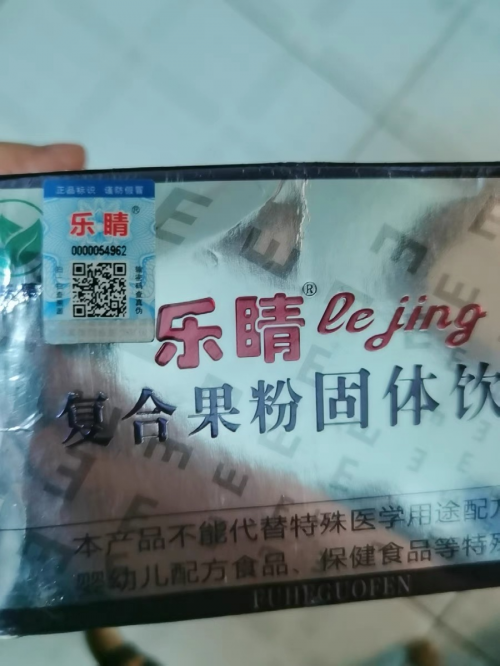 正品标识 谨防假冒
乐睛®
0000054962
乐睛® le jing
复合果粉固体饮
本产品不能代替特殊医学用途配方
婴幼儿配方食品、保健食品等特殊
FUHEGUOFEN